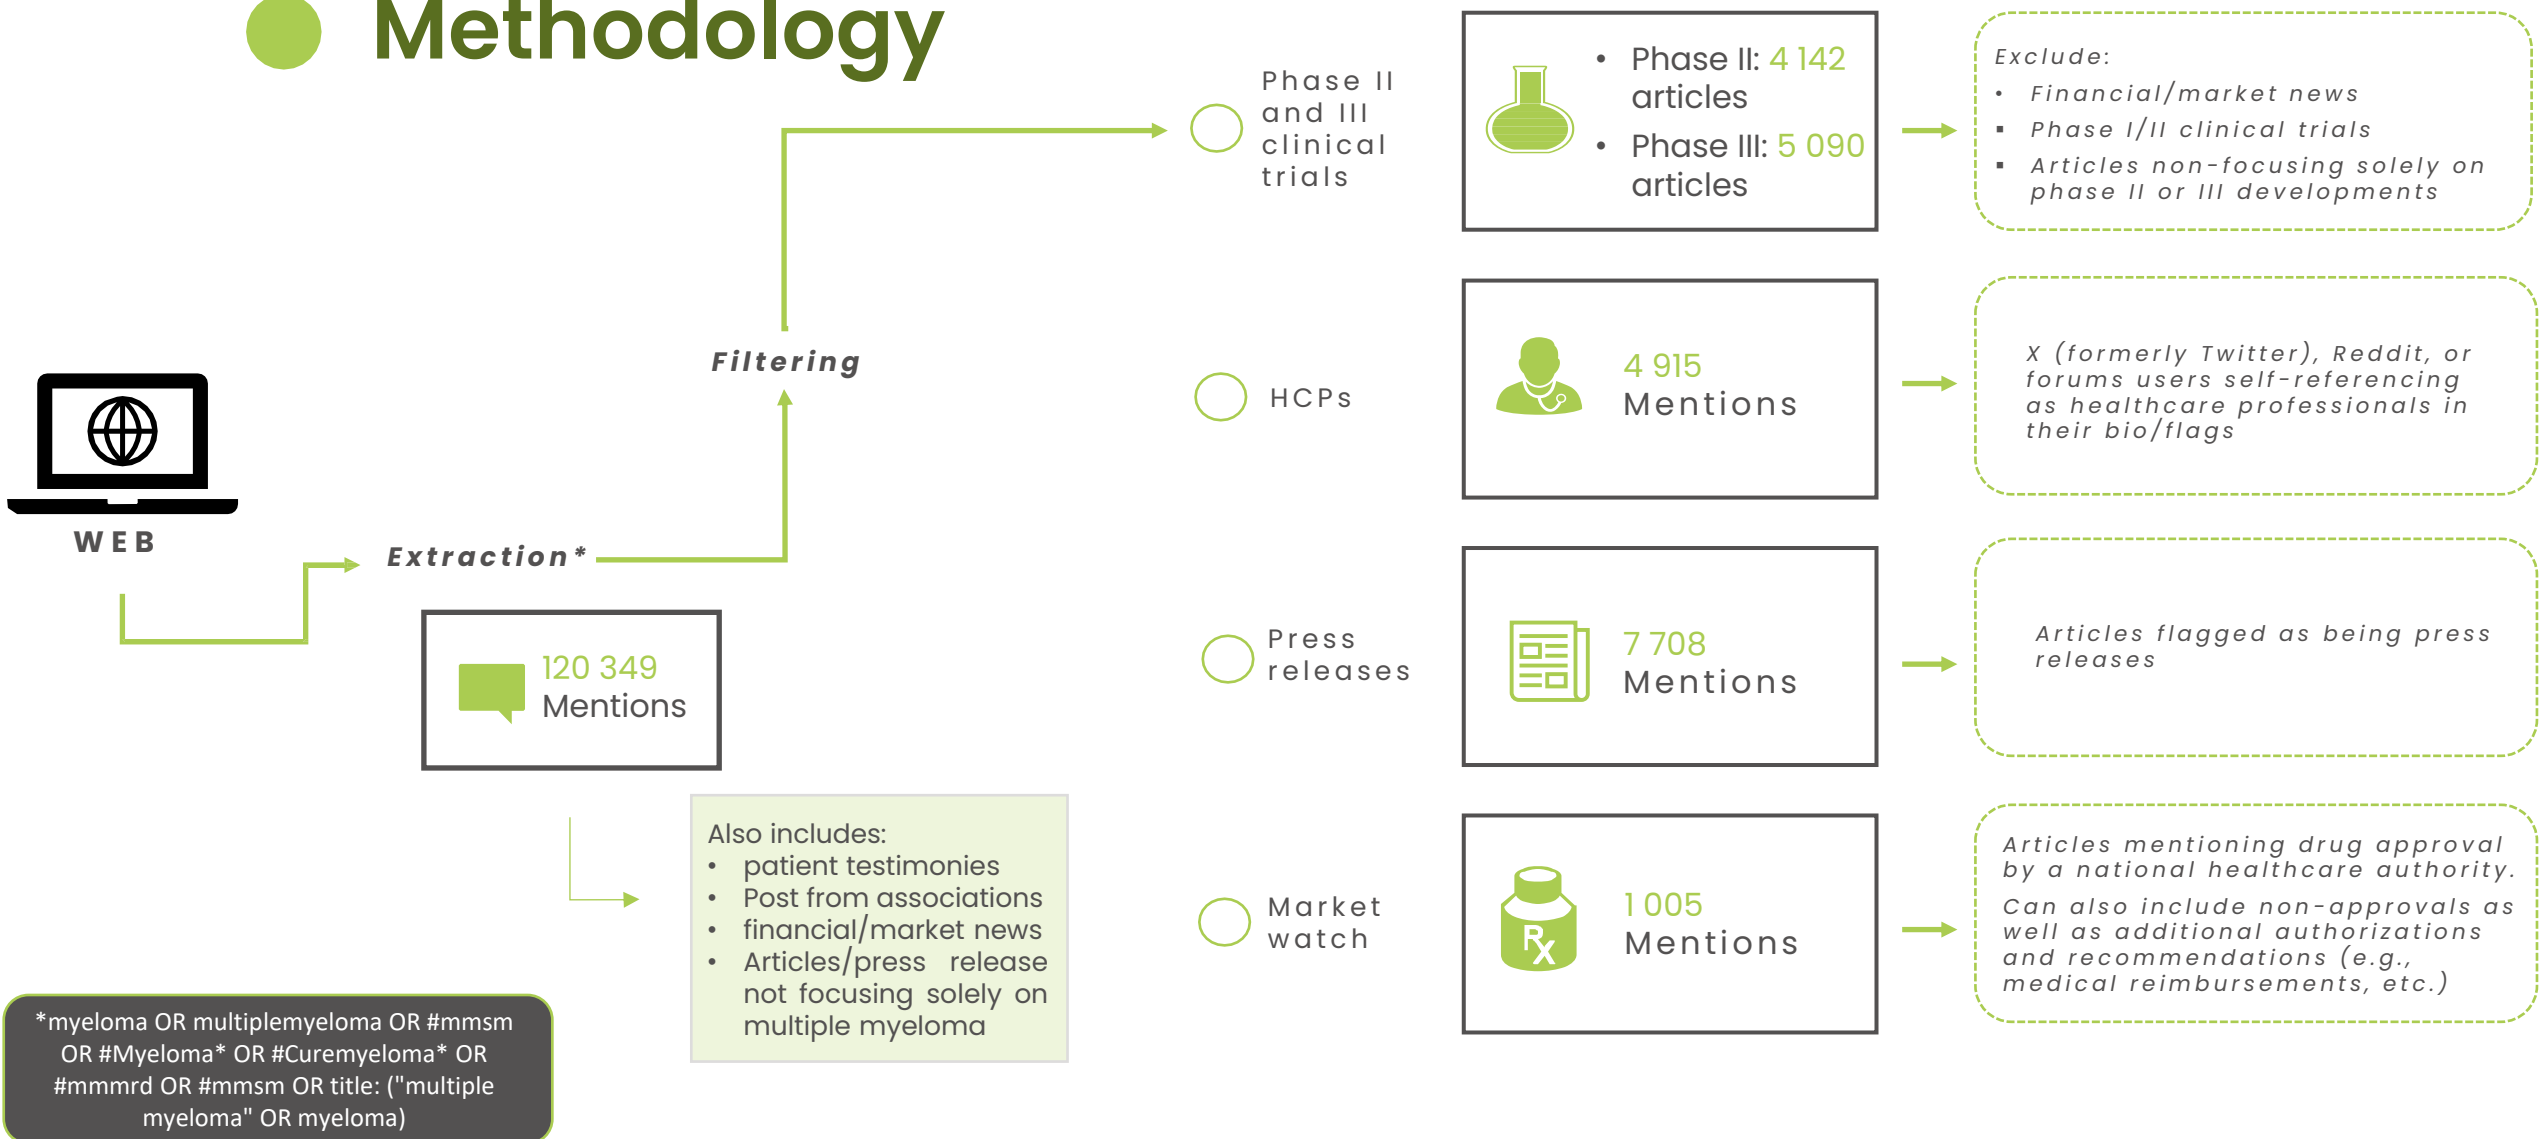 Methodology
WEB
Extraction*
120 349
Mentions
Also includes:
• patient testimonies
• Post from associations
• financial/market news
• Articles/press release
not focusing solely on
multiple myeloma
*myeloma OR multiplemyeloma OR #mmsm
OR #Myeloma* OR #Curemyeloma* OR
#mmmrd OR #mmsm OR title: ("multiple
myeloma" OR myeloma)
Filtering
Phase II
and III
clinical
trials
• Phase II: 4 142
articles
• Phase III: 5 090
articles
Exclude:
• Financial/market news
▪ Phase I/II clinical trials
▪ Articles non-focusing solely on
phase II or III developments
HCPs
4 915
Mentions
X (formerly Twitter), Reddit, or
forums users self-referencing
as healthcare professionals in
their bio/flags
Press
releases
7 708
Mentions
Articles flagged as being press
releases
Market
watch
Rx
1 005
Mentions
Articles mentioning drug approval
by a national healthcare authority.
Can also include non-approvals as
well as additional authorizations
and recommendations (e.g.,
medical reimbursements, etc.)